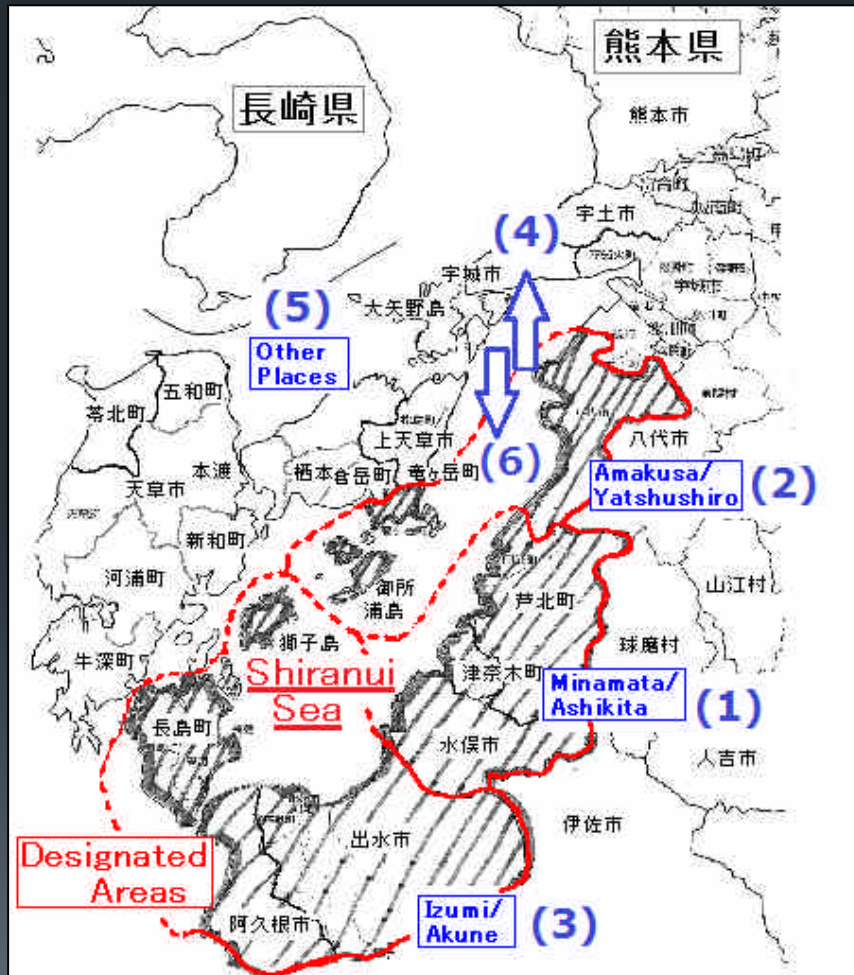 熊本県
長崎県
熊本市
宇土市
(4)
宇城市
(5)
大矢野島
宇城市
Other
Places
五和町
苓北町
上天草市
八代市
(6)
本渡
栖本
倉岳町
竜ヶ岳町
Amakusa/
Yatshushiro
(2)
天草市
新和町
御所
浦島
芦北町
山江村
河浦町
獅子島
球磨村
牛深町
津奈木町
Shiranui
Sea
Minamata/
Ashikita
(1)
長島町
水俣市
人吉市
伊佐市
出水市
Designated
Areas
阿久根市
Izumi/
Akune
(3)